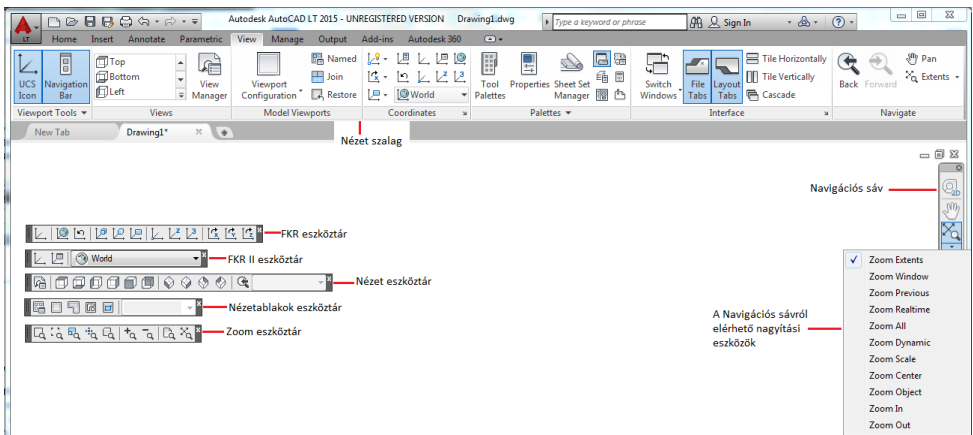 Autodesk AutoCAD LT 2015 - UNREGISTERED VERSION Drawing1.dwg Type a keyword or phrase Sign In
LT Home Insert Annotate Parametric View Manage Output Add-ins Autodesk 360
UCS Icon
Navigation Bar
Top
Bottom
Left
View Manager
Viewport Configuration
Named
Join
Restore
World
Tool Palettes
Properties
Sheet Set Manager
Switch Windows
File Tabs
Layout Tabs
Tile Horizontally
Tile Vertically
Cascade
Back
Forward
Pan
Extents
Viewport Tools Views Model Viewports Coordinates Palettes Interface Navigate
New Tab Drawing1*
Nézet szalag
Navigációs sáv
2D
FKR eszköztár
World
FKR II eszköztár
Nézet eszköztár
Nézetablakok eszköztár
Zoom eszköztár
A Navigációs sávról
elérhető nagyítási
eszközök
Zoom Extents
Zoom Window
Zoom Previous
Zoom Realtime
Zoom All
Zoom Dynamic
Zoom Scale
Zoom Center
Zoom Object
Zoom In
Zoom Out